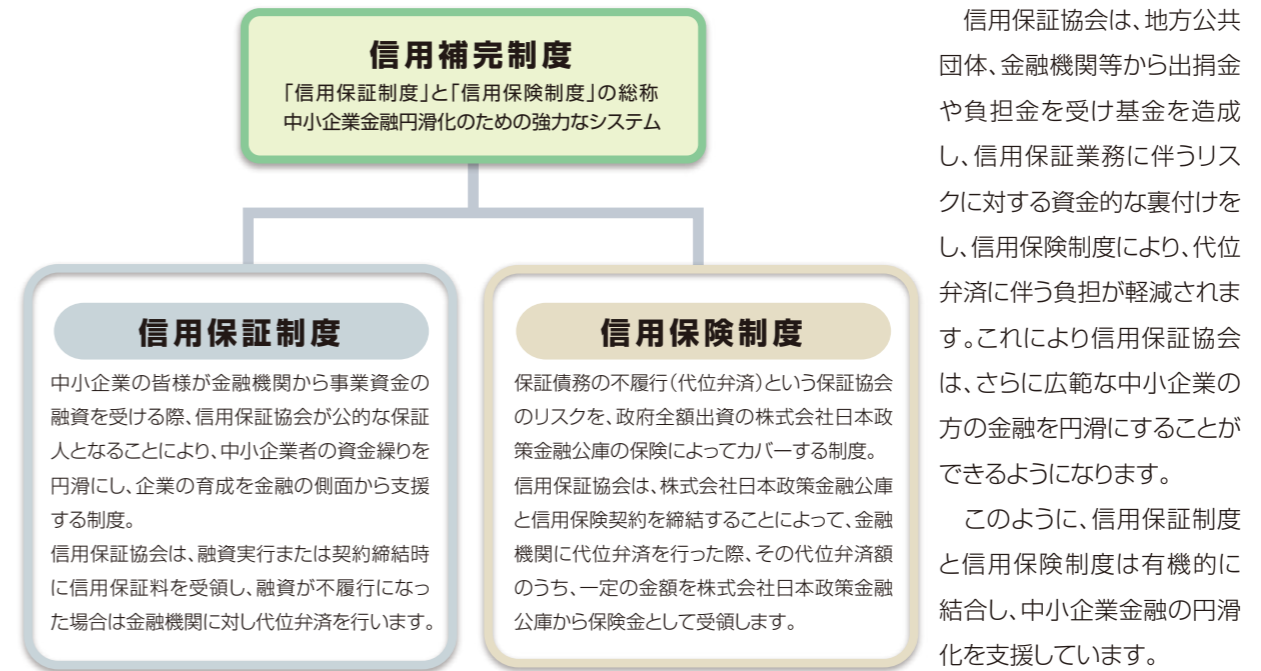 信用補完制度
「信用保証制度」と「信用保険制度」の総称
中小企業金融円滑化のための強力なシステム
信用保証制度
中小企業の皆様が金融機関から事業資金の
融資を受ける際、信用保証協会が公的な保証
人となることにより、中小企業者の資金繰りを
円滑にし、企業の育成を金融の側面から支援
する制度。
信用保証協会は、融資実行または契約締結時
に信用保証料を受領し、融資が不履行になっ
た場合は金融機関に対し代位弁済を行います。
信用保険制度
保証債務の不履行(代位弁済)という保証協会
のリスクを、政府全額出資の株式会社日本政
策金融公庫の保険によってカバーする制度。
信用保証協会は、株式会社日本政策金融公庫
と信用保険契約を締結することによって、金融
機関に代位弁済を行った際、その代位弁済額
のうち、一定の金額を株式会社日本政策金融
公庫から保険金として受領します。
信用保証協会は、地方公共
団体、金融機関等から出捐金
や負担金を受け基金を造成
し、信用保証業務に伴うリス
クに対する資金的な裏付けを
し、信用保険制度により、代位
弁済に伴う負担が軽減されま
す。これにより信用保証協会
は、さらに広範な中小企業の
方の金融を円滑にすることが
できるようになります。
このように、信用保証制度
と信用保険制度は有機的に
結合し、中小企業金融の円滑
化を支援しています。